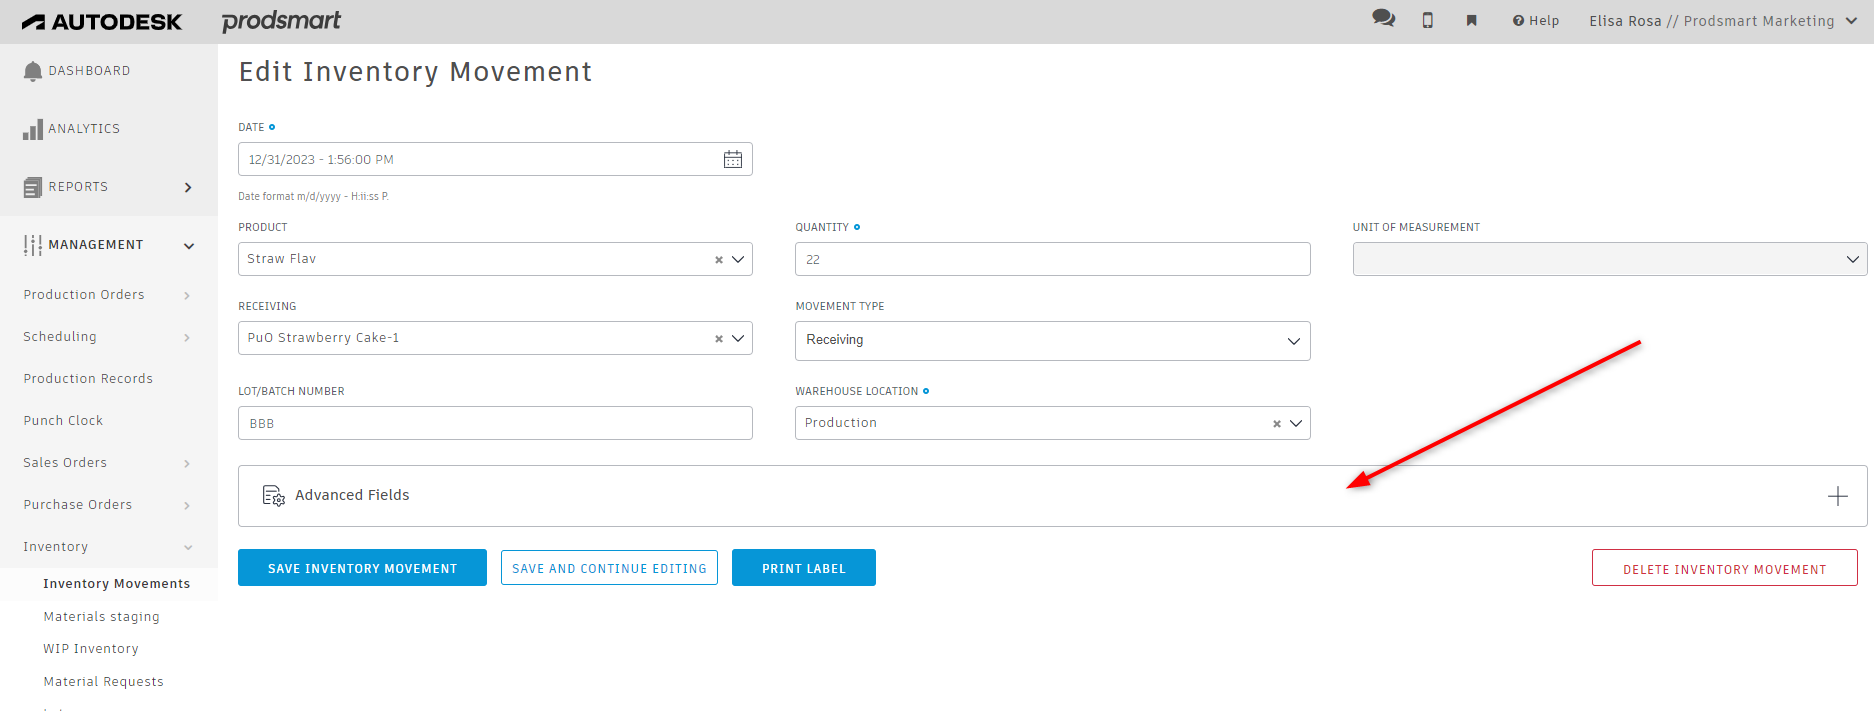 AUTODESK prodsmart
Help Elisa Rosa // Prodsmart Marketing
DASHBOARD
ANALYTICS
REPORTS
MANAGEMENT
Production Orders
Scheduling
Production Records
Punch Clock
Sales Orders
Purchase Orders
Inventory
Inventory Movements
Materials staging
WIP Inventory
Material Requests
Edit Inventory Movement
DATE
12/31/2023 - 1:56:00 PM
Date format m/d/yyyy - H:ii:ss P.
PRODUCT
Straw Flav
QUANTITY
22
UNIT OF MEASUREMENT
RECEIVING
PuO Strawberry Cake-1
MOVEMENT TYPE
Receiving
LOT/BATCH NUMBER
BBB
WAREHOUSE LOCATION
Production
Advanced Fields
SAVE INVENTORY MOVEMENT
SAVE AND CONTINUE EDITING
PRINT LABEL
DELETE INVENTORY MOVEMENT